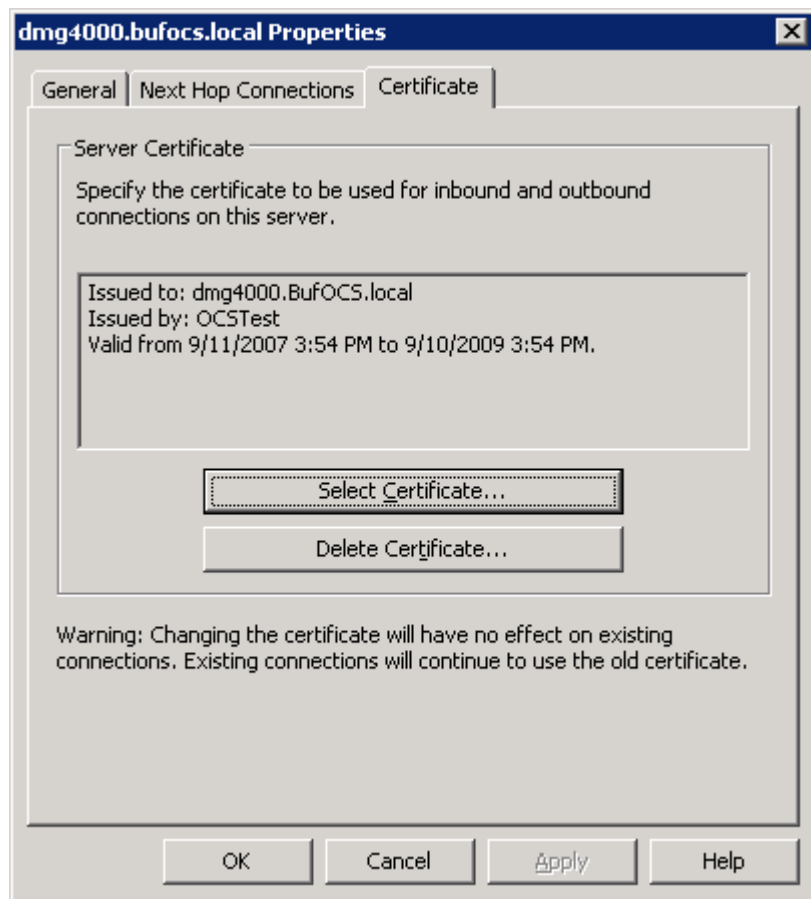 dmg4000.bufocs.local Properties
General
Next Hop Connections
Certificate
Server Certificate
Specify the certificate to be used for inbound and outbound
connections on this server.
Issued to: dmg4000.BufOCS.local
Issued by: OCSTest
Valid from 9/11/2007 3:54 PM to 9/10/2009 3:54 PM.
Select Certificate...
Delete Certificate...
Warning: Changing the certificate will have no effect on existing
connections. Existing connections will continue to use the old certificate.
OK
Cancel
Apply
Help